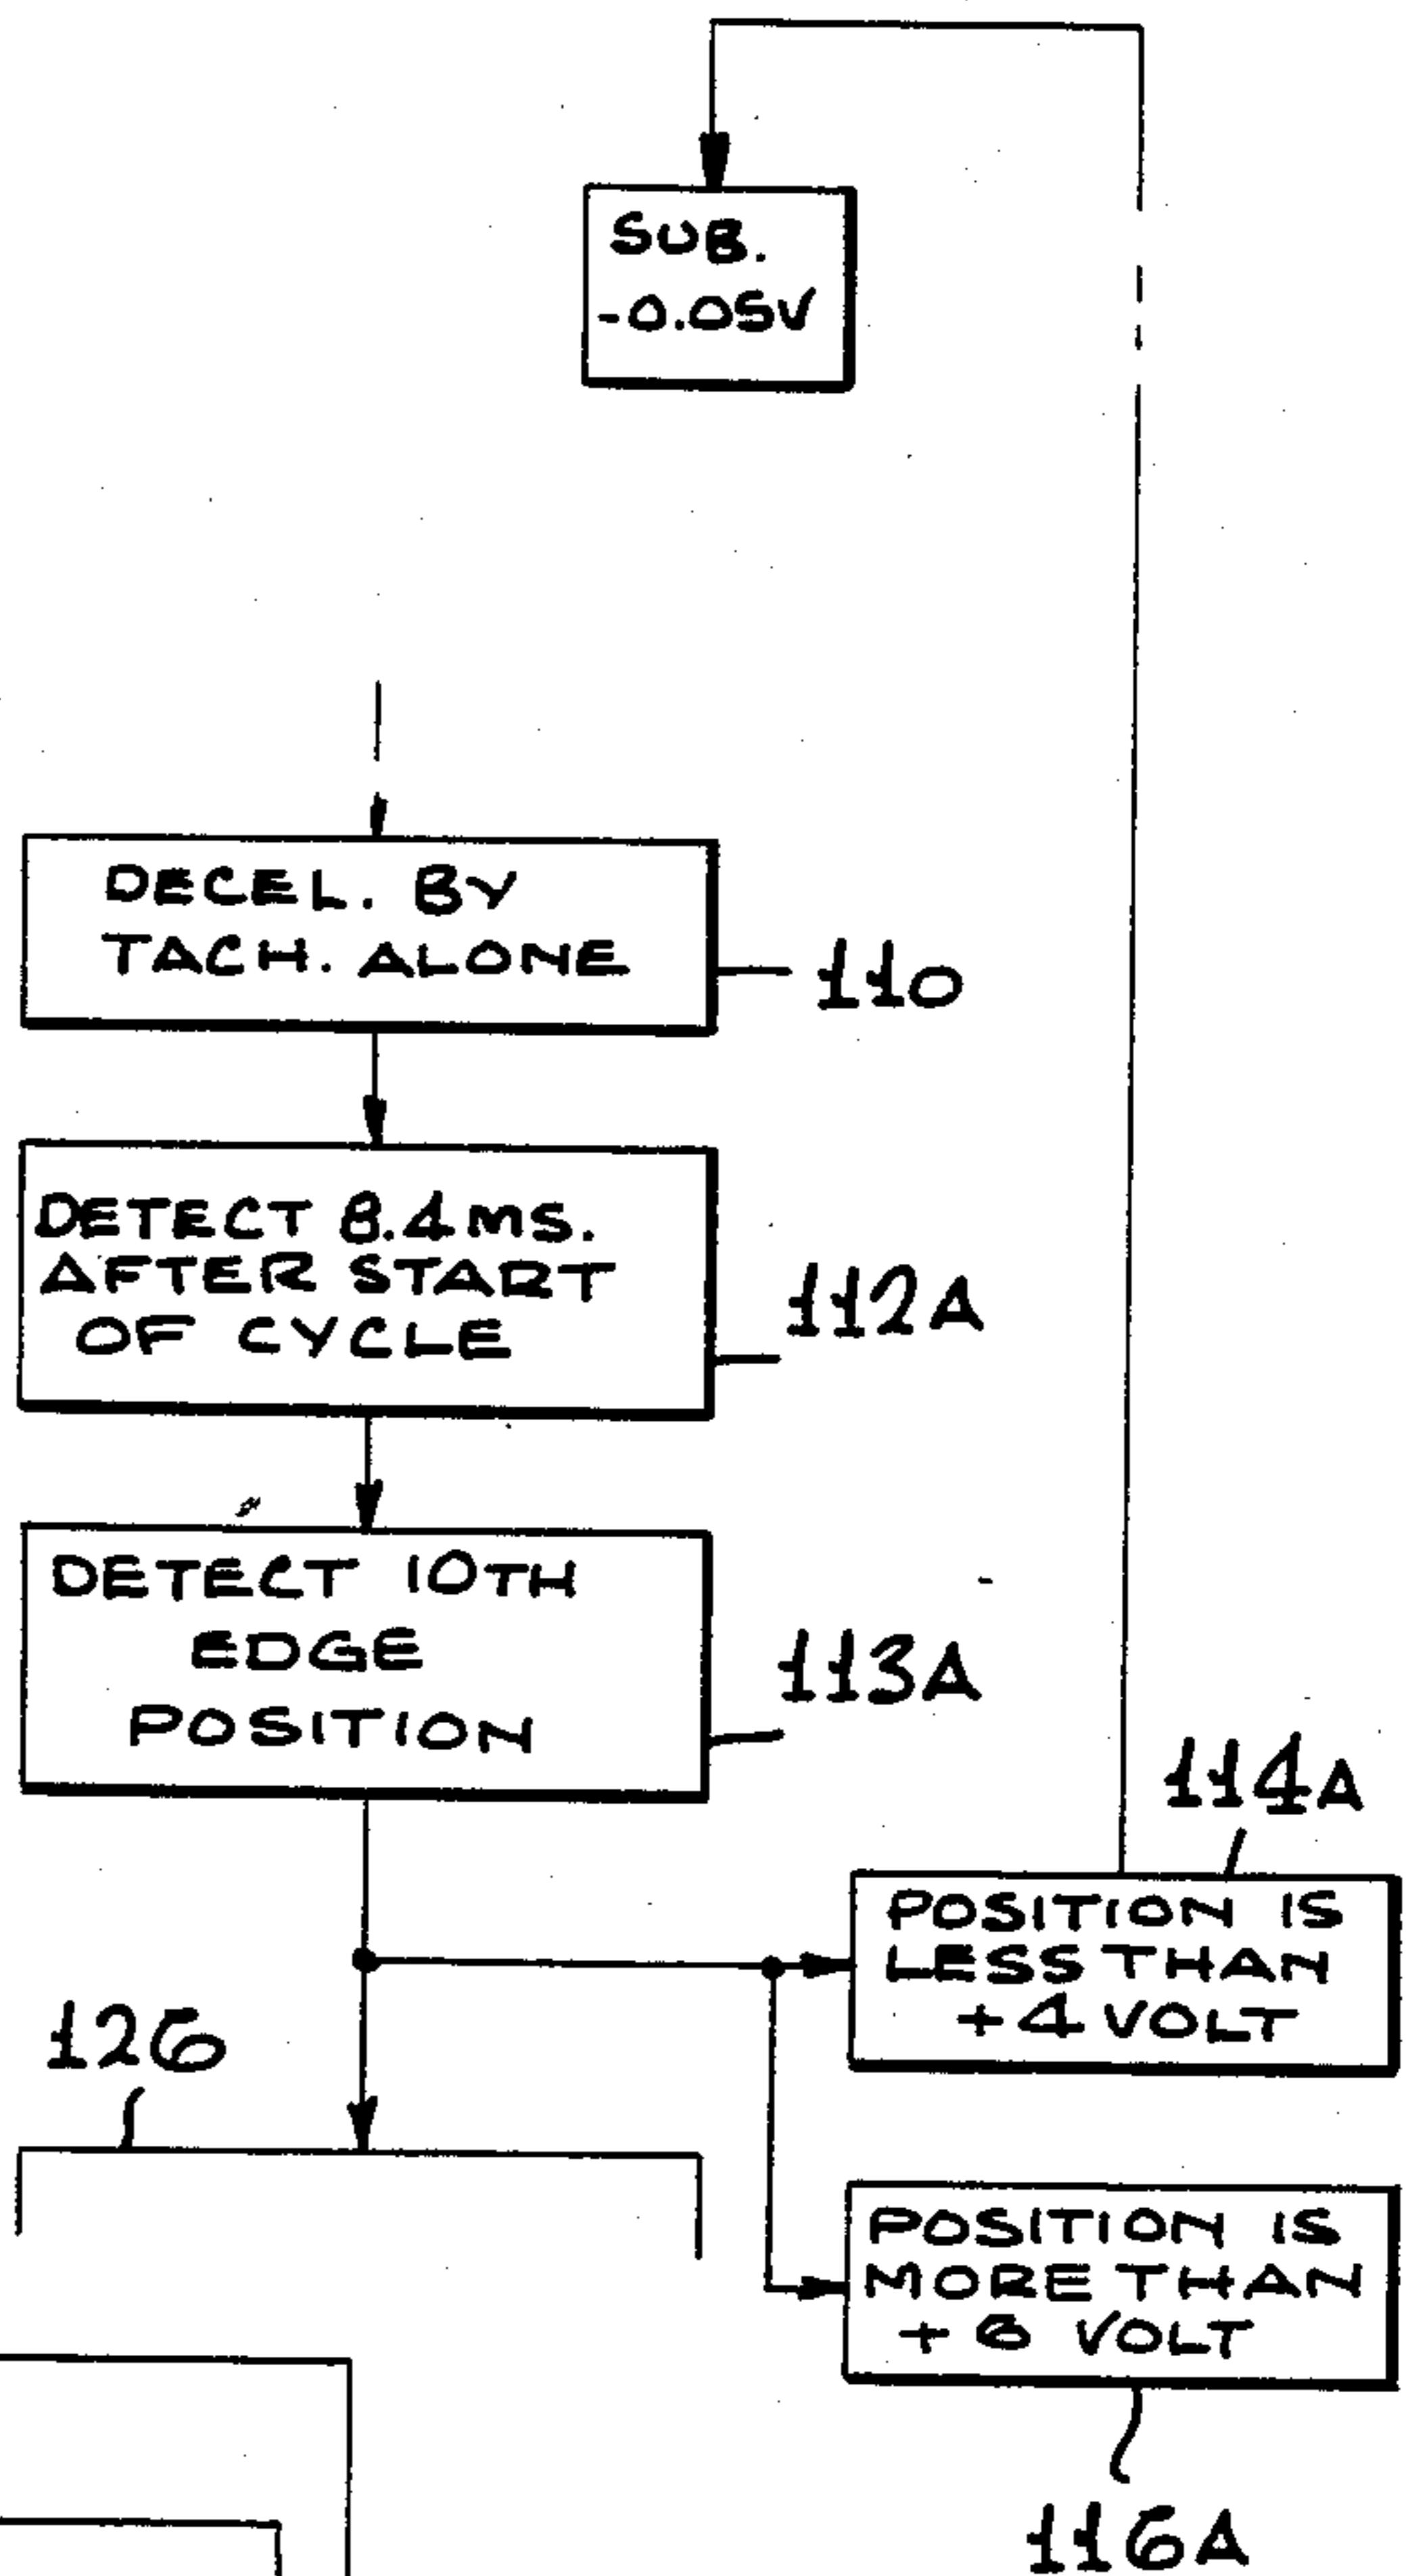 SUB.
-0.05V
DECEL. BY
TACH. ALONE
110
DETECT 8.4MS.
AFTER START
OF CYCLE
112A
DETECT 10TH
EDGE
POSITION
113A
114A
POSITION IS
LESS THAN
+4 VOLT
126
POSITION IS
MORE THAN
+6 VOLT
116A